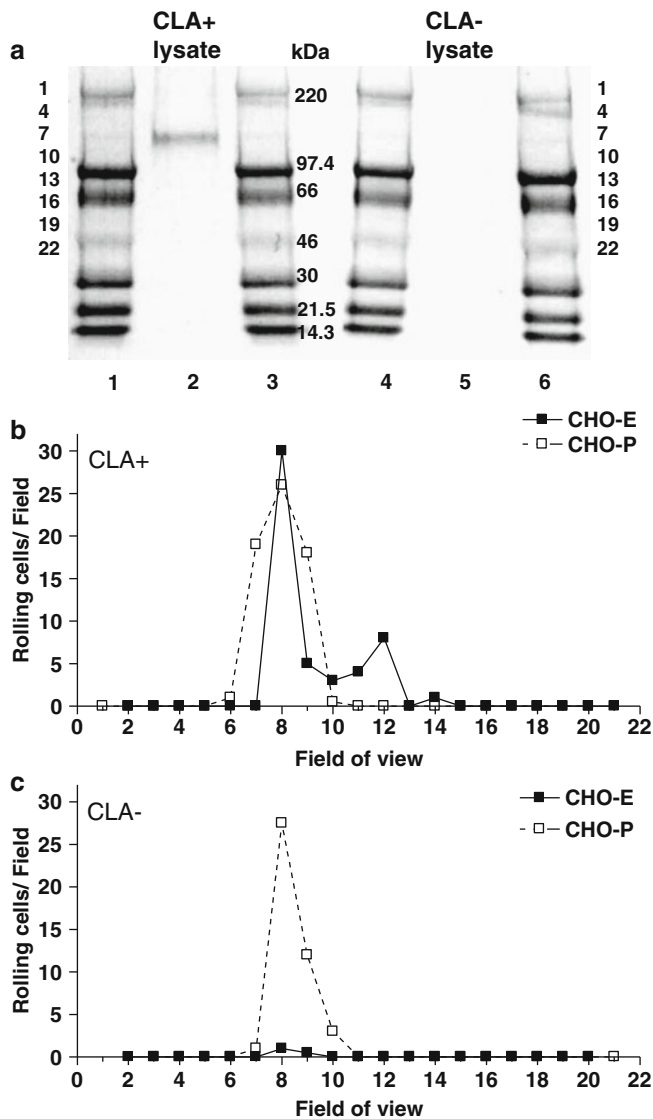 CLA+
lysate
kDa
CLA-
lysate
a
1
4
7
10
13
16
19
22
220
97.4
66
46
30
21.5
14.3
1
4
7
10
13
16
19
22
1 2 3 4 5 6
b
CLA+
CHO-E
CHO-P
Rolling cells/ Field
30
25
20
15
10
5
0
0 2 4 6 8 10 12 14 16 18 20 22
Field of view
c
CLA-
CHO-E
CHO-P
Rolling cells/ Field
30
25
20
15
10
5
0
0 2 4 6 8 10 12 14 16 18 20 22
Field of view